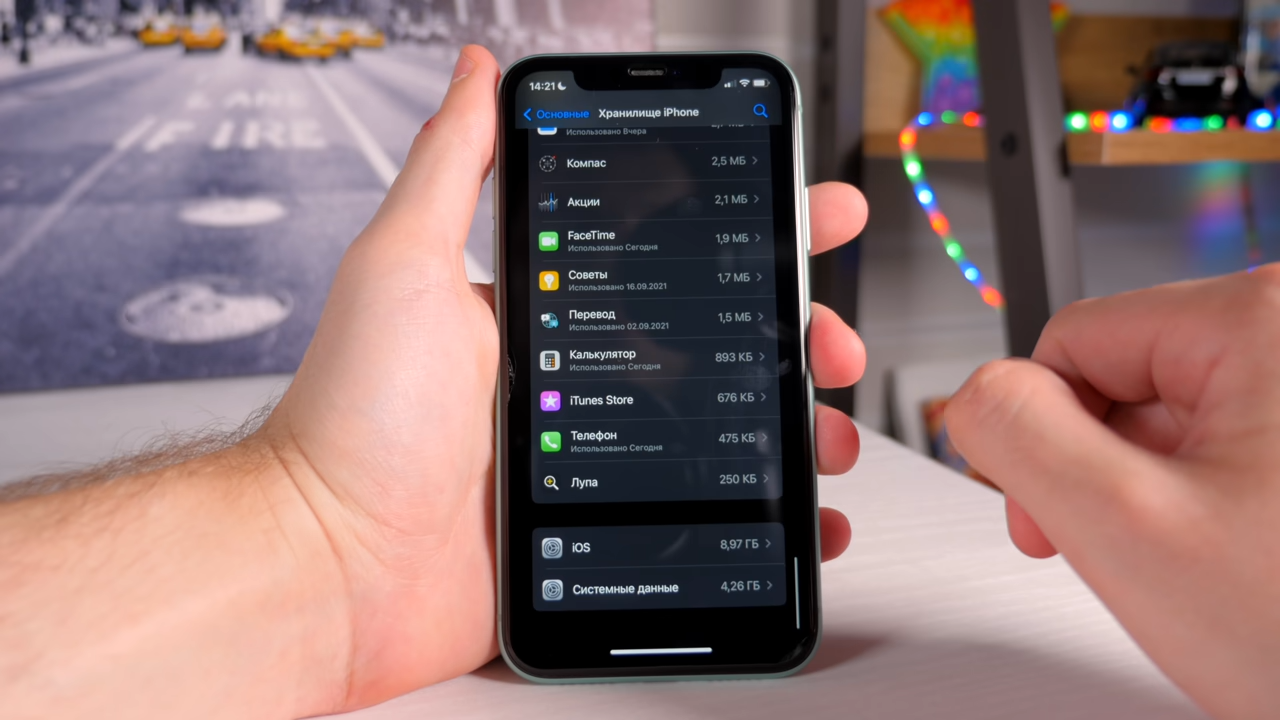 14:21
Основные
Хранилище iPhone
Использовано Вчера
Компас
2,5 МБ
Акции
2,1 МБ
FaceTime
1,9 МБ
Использовано Сегодня
Советы
1,7 МБ
Использовано 16.09.2021
Перевод
1,5 МБ
Использовано 02.09.2021
Калькулятор
893 КБ
Использовано Сегодня
iTunes Store
676 КБ
Телефон
475 КБ
Использовано Сегодня
Лупа
250 КБ
iOS
8,97 ГБ
Системные данные
4,26 ГБ